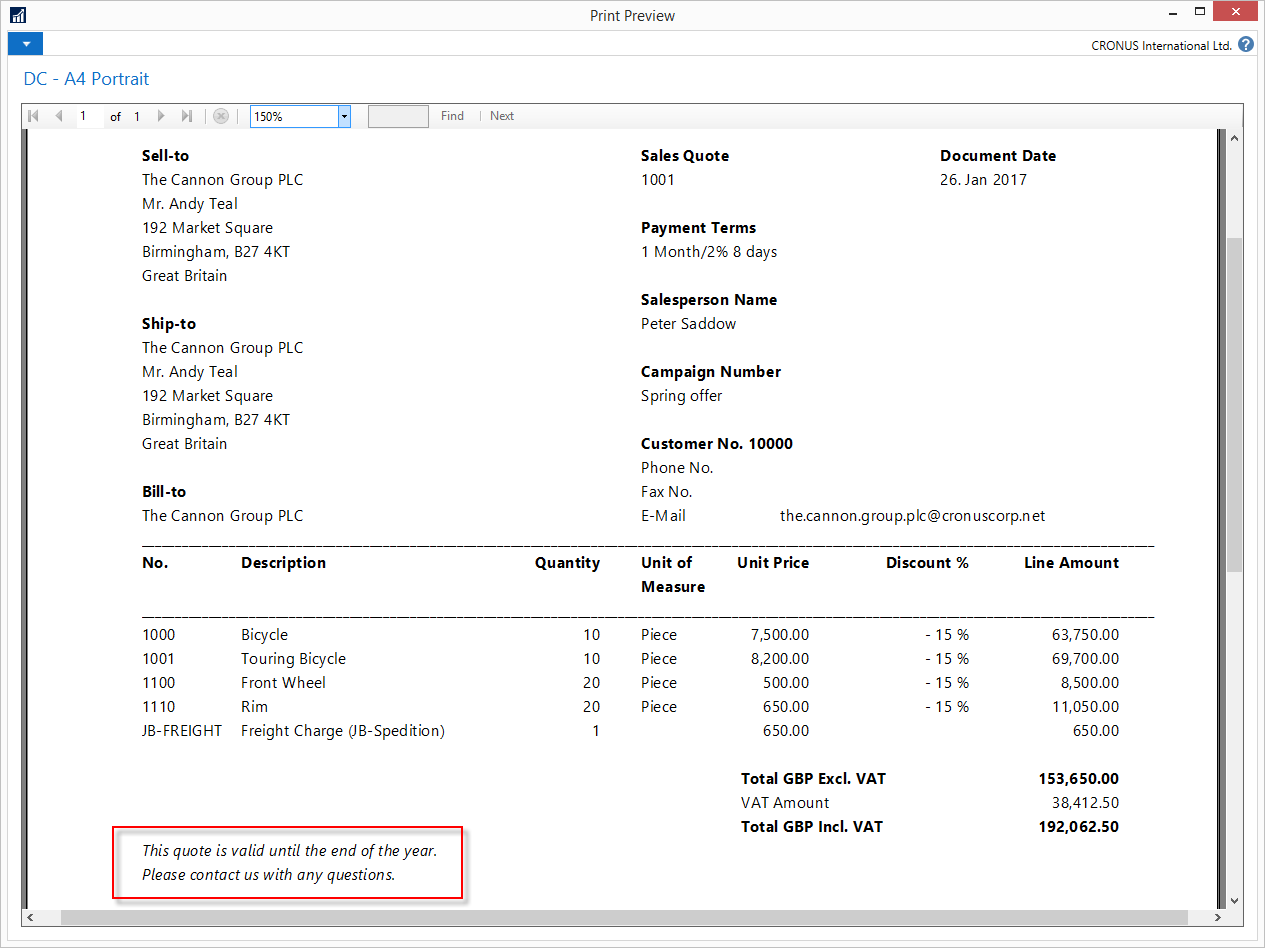 Print Preview
CRONUS International Ltd. ?
DC - A4 Portrait
1 of 1 150% Find Next
Sell-to Sales Quote Document Date
The Cannon Group PLC 1001 26. Jan 2017
Mr. Andy Teal
192 Market Square Payment Terms
Birmingham, B27 4KT 1 Month/2% 8 days
Great Britain
Salesperson Name
Ship-to Peter Saddow
The Cannon Group PLC
Mr. Andy Teal Campaign Number
192 Market Square Spring offer
Birmingham, B27 4KT
Great Britain Customer No. 10000
Phone No.
Bill-to Fax No.
The Cannon Group PLC E-Mail the.cannon.group.plc@cronuscorp.net
No. Description Quantity Unit of Unit Price Discount % Line Amount
Measure
1000 Bicycle 10 Piece 7,500.00 - 15 % 63,750.00
1001 Touring Bicycle 10 Piece 8,200.00 - 15 % 69,700.00
1100 Front Wheel 20 Piece 500.00 - 15 % 8,500.00
1110 Rim 20 Piece 650.00 - 15 % 11,050.00
JB-FREIGHT Freight Charge (JB-Spedition) 1 650.00 650.00
Total GBP Excl. VAT 153,650.00
VAT Amount 38,412.50
Total GBP Incl. VAT 192,062.50
This quote is valid until the end of the year.
Please contact us with any questions.